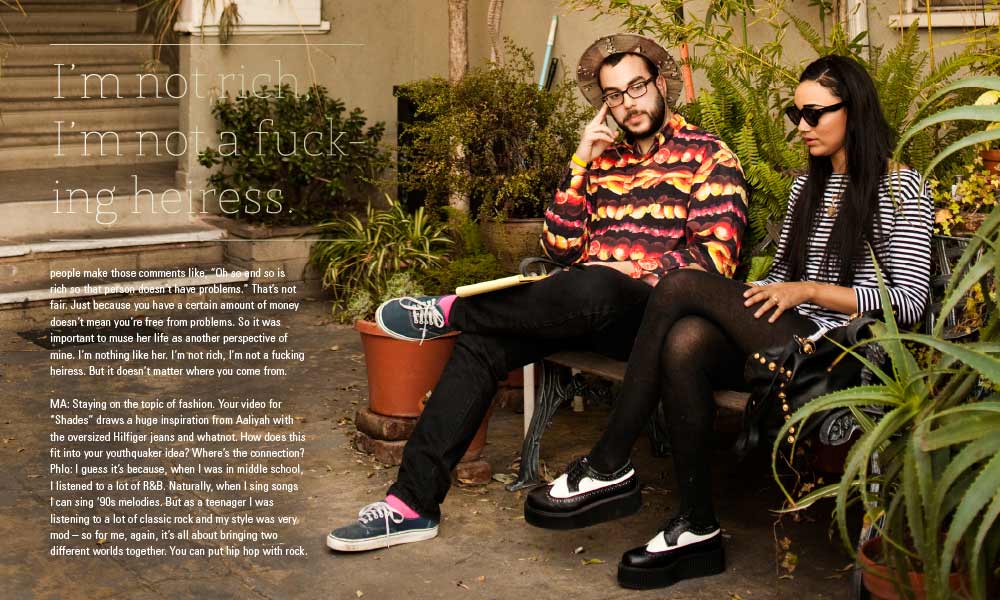 I'm not rich,
I'm not a fuck-
ing heiress.
people make those comments like, "Oh so and so is
rich so that person doesn't have problems." That's not
fair. Just because you have a certain amount of money
doesn't mean you're free from problems. So it was
important to muse her life as another perspective of
mine. I'm nothing like her. I'm not rich, I'm not a fucking
heiress. But it doesn't matter where you come from.
MA: Staying on the topic of fashion. Your video for
"Shades" draws a huge inspiration from Aaliyah with
the oversized Hilfiger jeans and whatnot. How does this
fit into your youthquaker idea? Where's the connection?
Phlo: I guess it's because, when I was in middle school,
I listened to a lot of R&B. Naturally, when I sing songs
I can sing '90s melodies. But as a teenager I was
listening to a lot of classic rock and my style was very
mod – so for me, again, it's all about bringing two
different worlds together. You can put hip hop with rock.